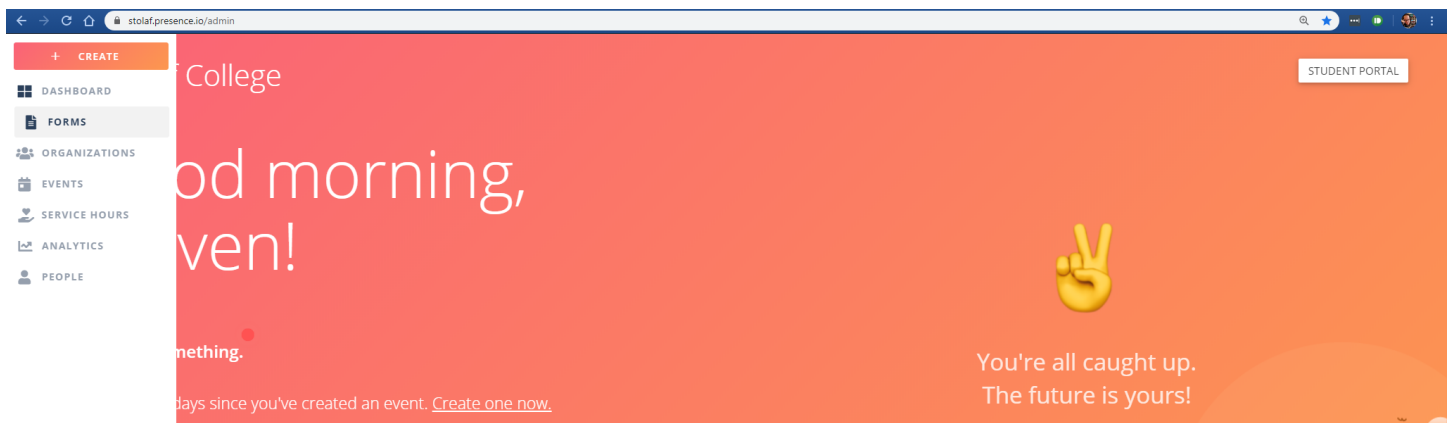 stolaf.presence.io/admin
+ CREATE
College
STUDENT PORTAL
DASHBOARD
FORMS
ORGANIZATIONS
EVENTS
SERVICE HOURS
ANALYTICS
PEOPLE
od morning,
ven!
mething.
days since you've created an event. Create one now.
You're all caught up.
The future is yours!